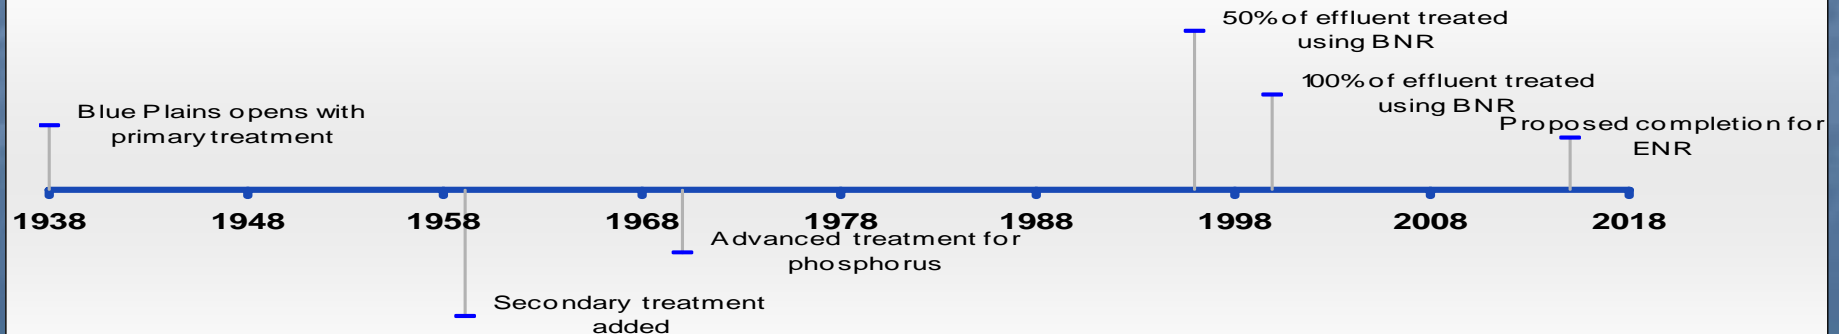 50% of effluent treated
using BNR
100% of effluent treated
using BNR
Blue Plains opens with
primary treatment
Proposed completion for
ENR
1938 1948 1958 1968 1978 1988 1998 2008 2018
Advanced treatment for
phosphorus
Secondary treatment
added